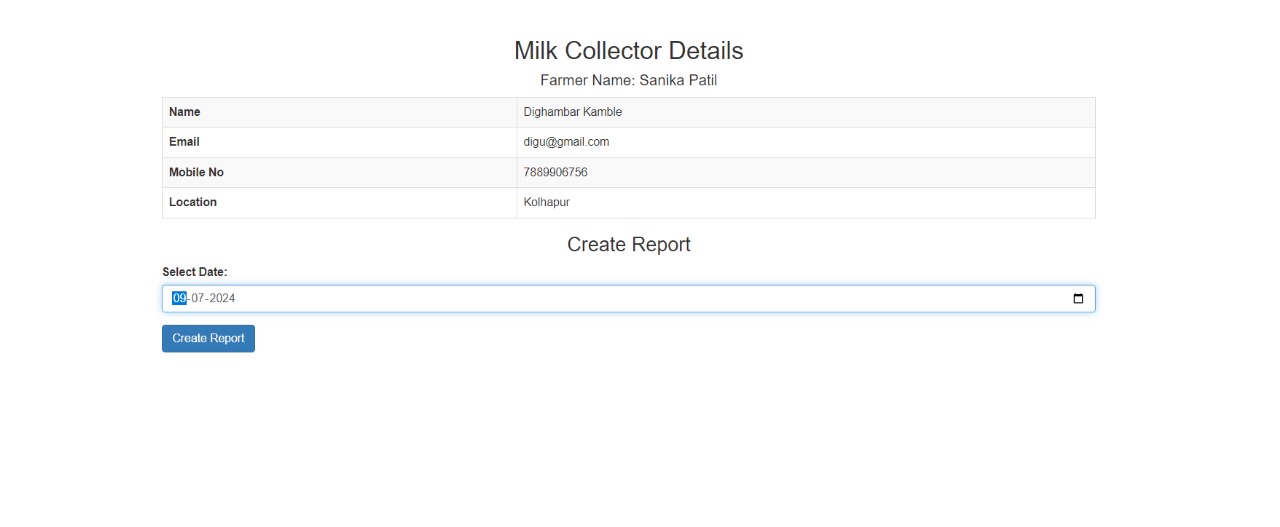 Milk Collector Details
Farmer Name: Sanika Patil
Name Dighambar Kamble
Email digu@gmail.com
Mobile No 7889906756
Location Kolhapur
Create Report
Select Date:
09-07-2024
Create Report